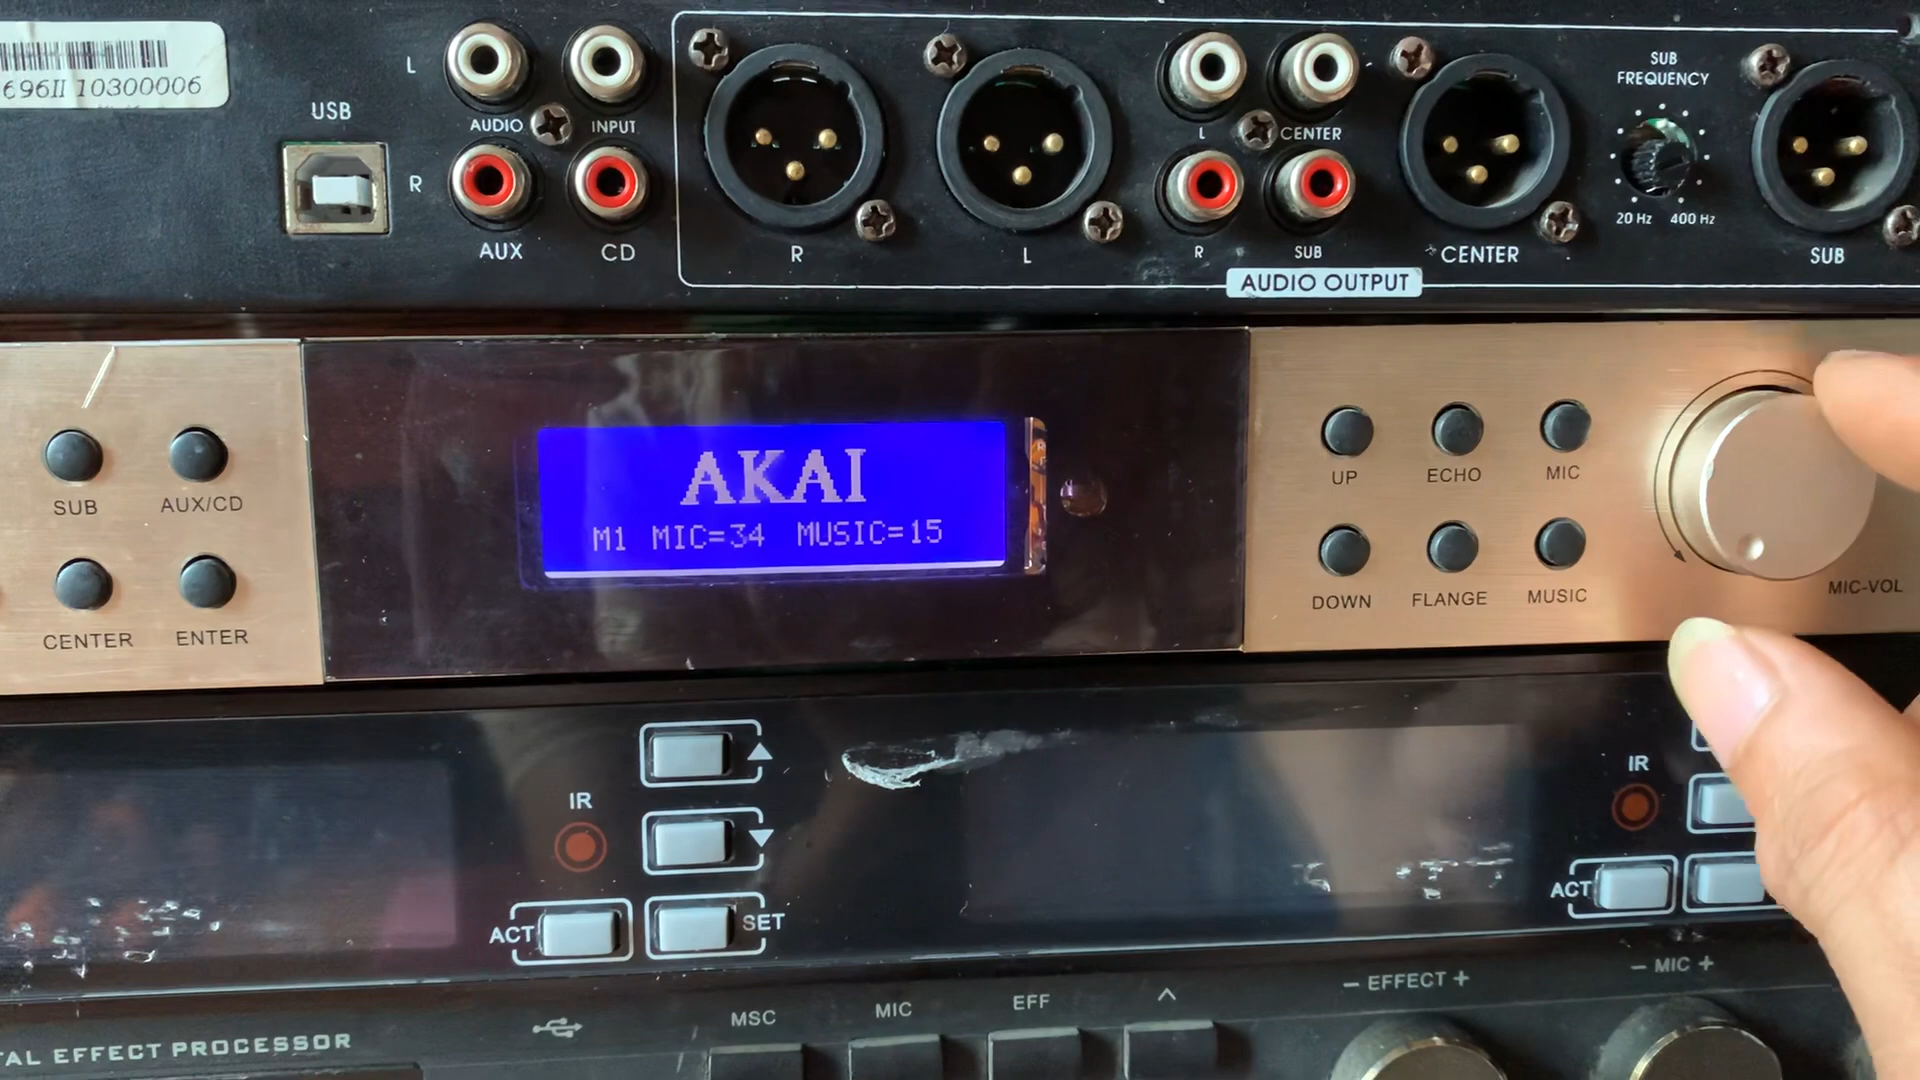 696II 10300006
USB
L
R
AUDIO INPUT
AUX
CD
R
L
L
CENTER
R
SUB
AUDIO OUTPUT
CENTER
SUB
FREQUENCY
20 Hz 400 Hz
SUB
SUB
AUX/CD
CENTER
ENTER
AKAI
M1 MIC=34 MUSIC=15
UP
ECHO
MIC
DOWN
FLANGE
MUSIC
MIC-VOL
IR
ACT
SET
IR
ACT
TAL EFFECT PROCESSOR
MSC
MIC
EFF
− EFFECT +
− MIC +